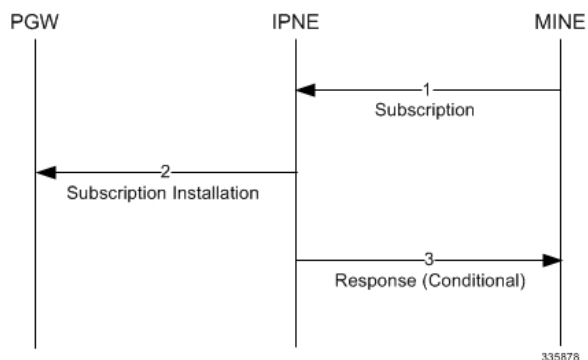 PGW IPNE MINE
1
Subscription
2
Subscription Installation
3
Response (Conditional)
335878